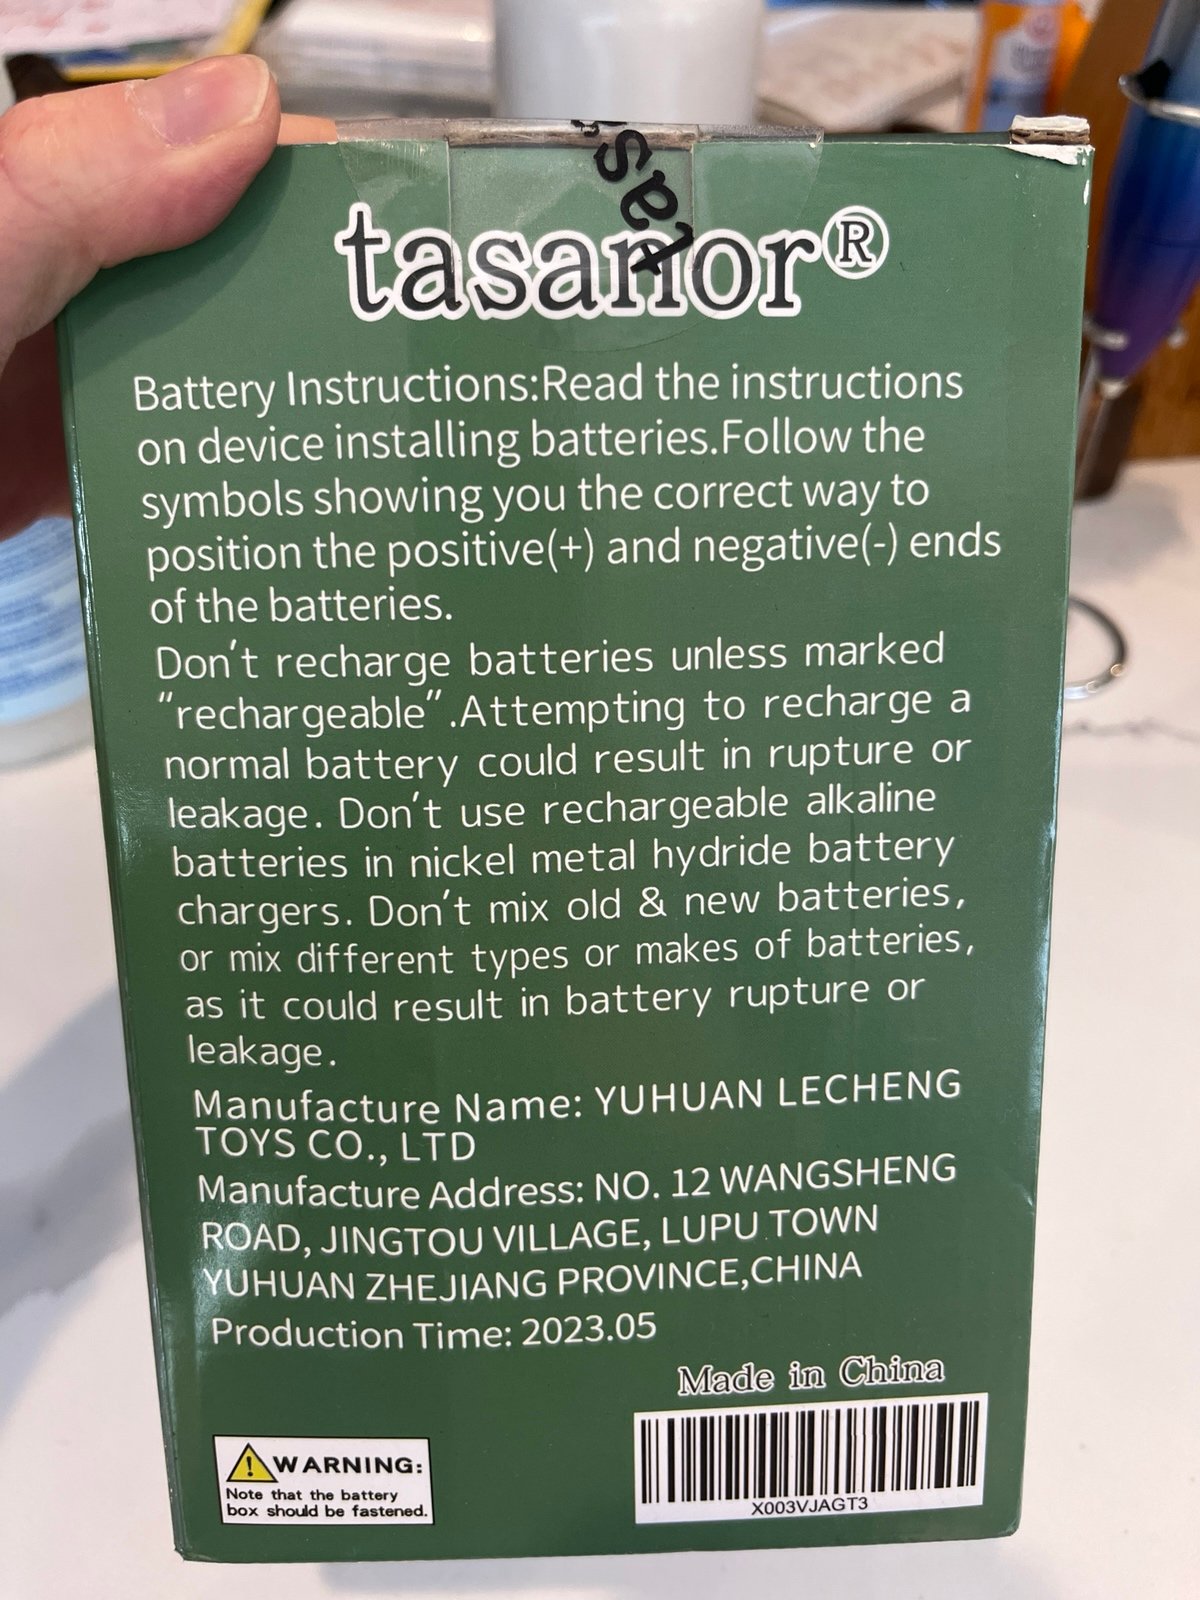 tasanor®
tas
Battery Instructions:Read the instructions
on device installing batteries.Follow the
symbols showing you the correct way to
position the positive(+) and negative(-) ends
of the batteries.
Don't recharge batteries unless marked
"rechargeable".Attempting to recharge a
normal battery could result in rupture or
leakage. Don't use rechargeable alkaline
batteries in nickel metal hydride battery
chargers. Don't mix old & new batteries,
or mix different types or makes of batteries,
as it could result in battery rupture or
leakage.
Manufacture Name: YUHUAN LECHENG
TOYS CO., LTD
Manufacture Address: NO. 12 WANGSHENG
ROAD, JINGTOU VILLAGE, LUPU TOWN
YUHUAN ZHEJIANG PROVINCE,CHINA
Production Time: 2023.05
Made in China
WARNING:
Note that the battery
box should be fastened.
X003VJAGT3